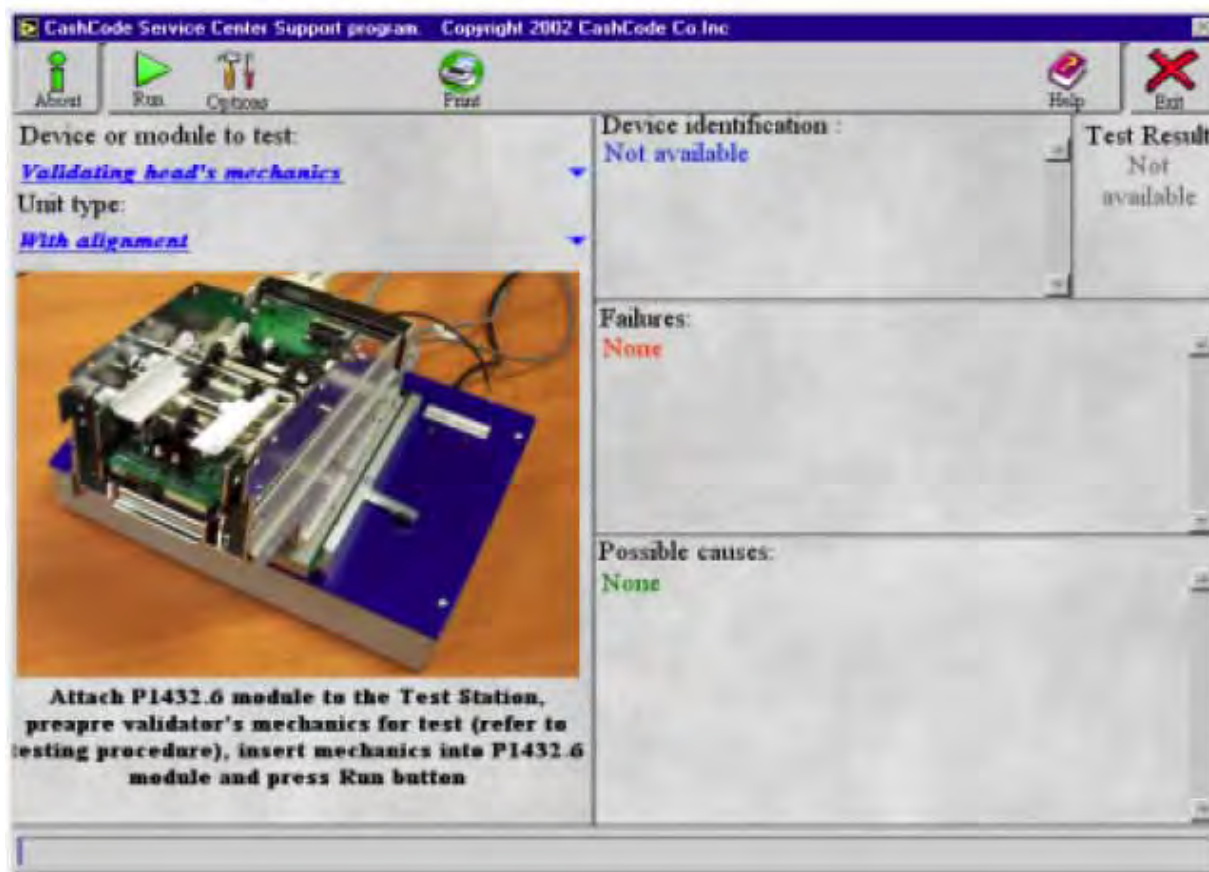 CashCode Service Center Support program. Copyright 2002 CashCode Co.Inc
About
Run
Options
Print
Help
Exit
Device or module to test:
Validating head's mechanics
Unit type:
With alignment
Attach P1432.6 module to the Test Station,
preapre validator's mechanics for test (refer to
testing procedure), insert mechanics into P1432.6
module and press Run button
Device identification :
Not available
Test Result
Not
available
Failures:
None
Possible causes:
None